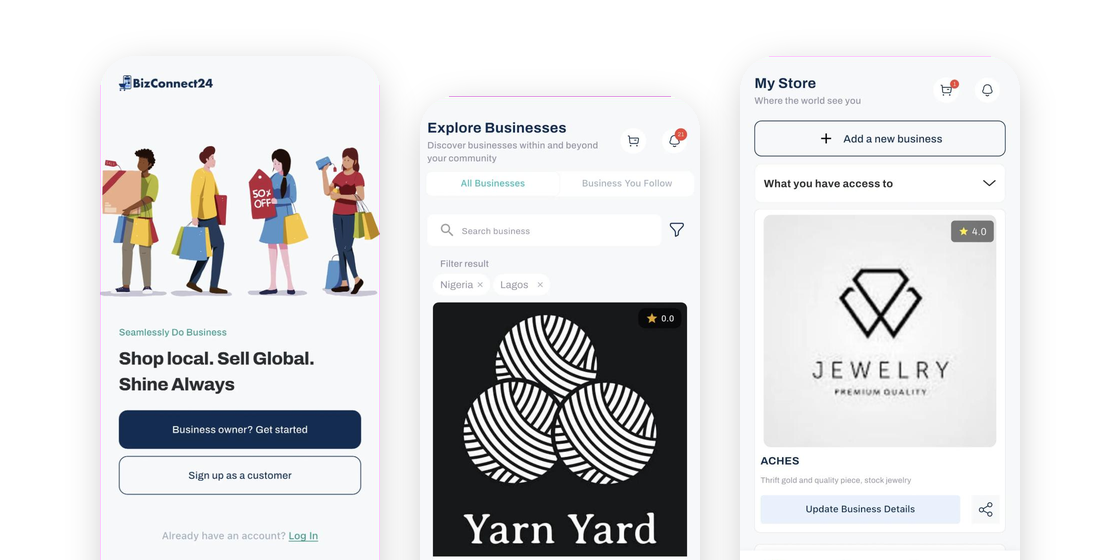 BizConnect24
50%
OFF
Seamlessly Do Business
Shop local. Sell Global.
Shine Always
Business owner? Get started
Sign up as a customer
Already have an account? Log In
Explore Businesses
Discover businesses within and beyond
your community
21
All Businesses
Business You Follow
Search business
Filter result
Nigeria ×
Lagos ×
0.0
Yarn Yard
My Store
Where the world see you
1
+ Add a new business
What you have access to
4.0
JEWELRY
PREMIUM QUALITY
ACHES
Thrift gold and quality piece, stock jewelry
Update Business Details